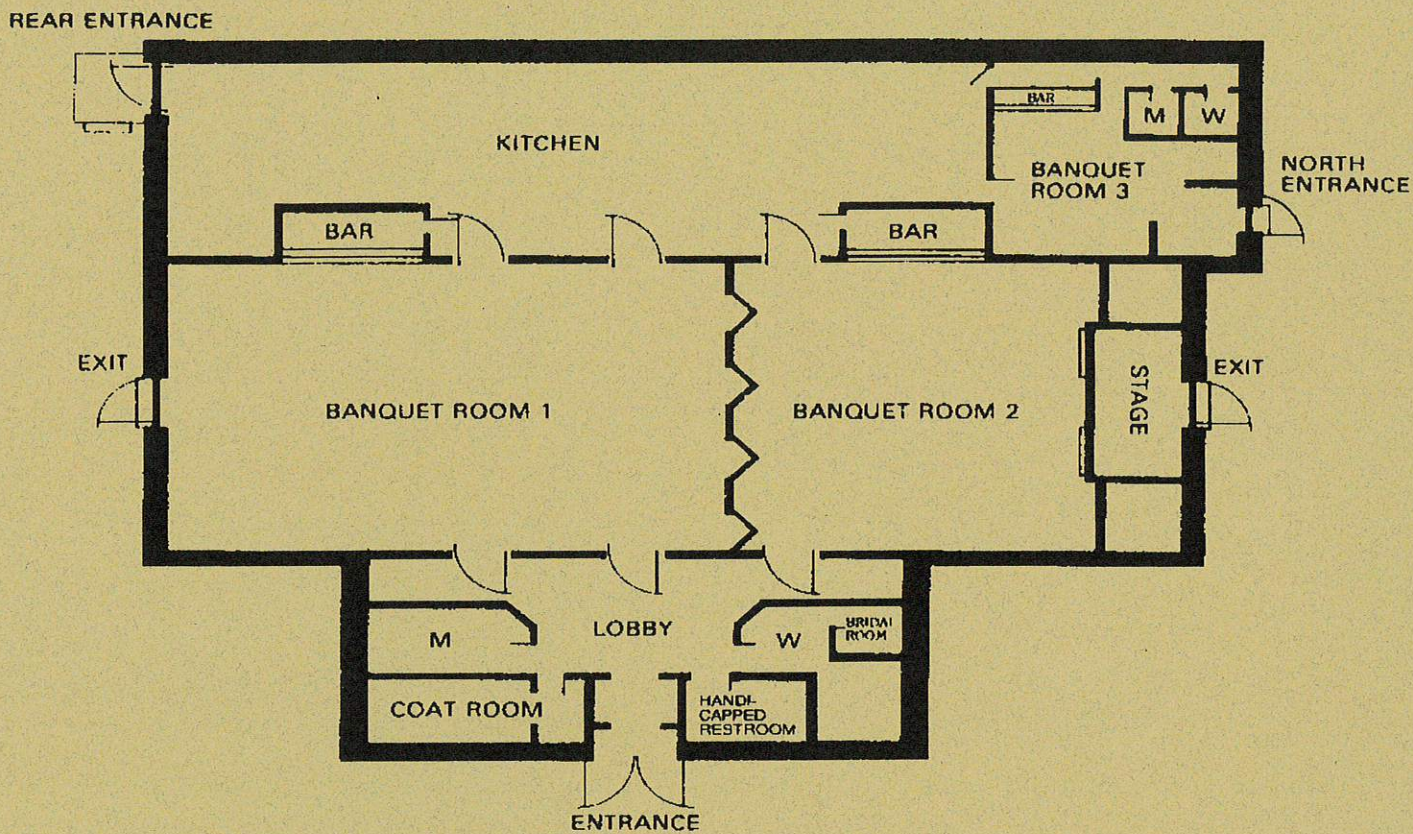 REAR ENTRANCE
BAR
M
W
KITCHEN
BANQUET
ROOM 3
NORTH
ENTRANCE
BAR
BAR
EXIT
BANQUET ROOM 1
BANQUET ROOM 2
STAGE
EXIT
M
LOBBY
W
BRIDAL
ROOM
COAT ROOM
HANDI-
CAPPED
RESTROOM
ENTRANCE